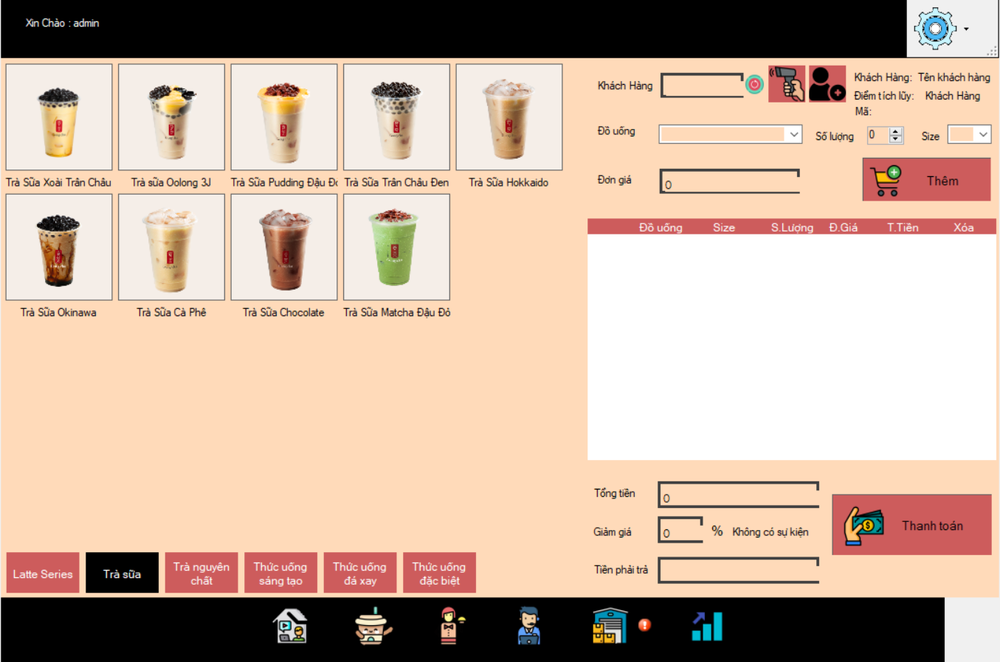 Xin Chào : admin
Trà Sữa Xoài Trân Châu
Trà sữa Oolong 3J
Trà Sữa Pudding Đậu Đ
Trà Sữa Trân Châu Đen
Trà Sữa Hokkaido
Trà Sữa Okinawa
Trà Sữa Cà Phê
Trà Sữa Chocolate
Trà Sữa Matcha Đậu Đỏ
Latte Series
Trà sữa
Trà nguyên
chất
Thức uống
sáng tạo
Thức uống
đá xay
Thức uống
đặc biệt
Khách Hàng
Khách Hàng: Tên khách hàng
Điểm tích lũy: Khách Hàng
Mã:
Đồ uống
Số lượng 0
Size
Đơn giá 0
Thêm
Đồ uống Size S.Lượng Đ.Giá T.Tiền Xóa
Tổng tiền 0
Giảm giá 0 % Không có sự kiện
Tiền phải trả
Thanh toán